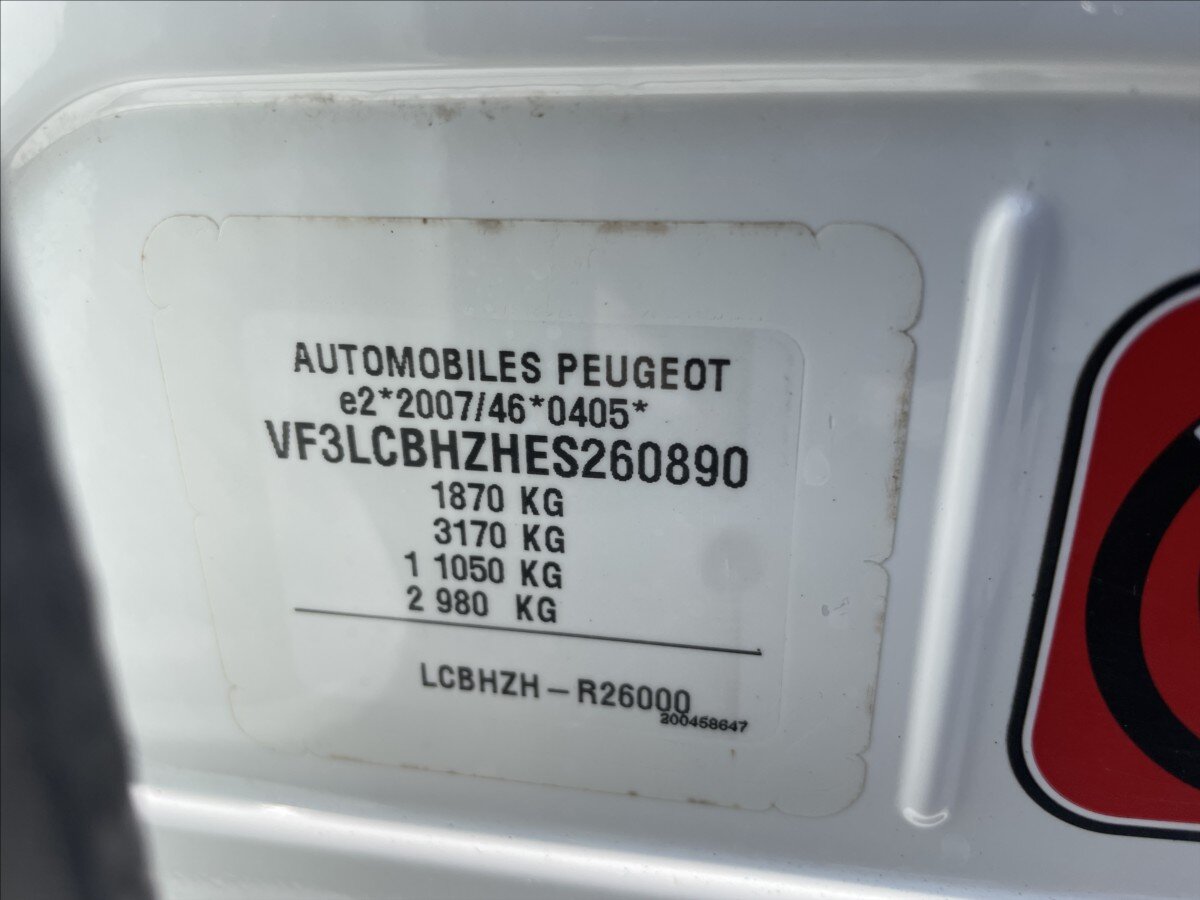 AUTOMOBILES PEUGEOT
e2*2007/46*0405*
VF3LCBHZHES260890
1870 KG
3170 KG
1 1050 KG
2 980 KG
LCBHZH – R26000
200458647